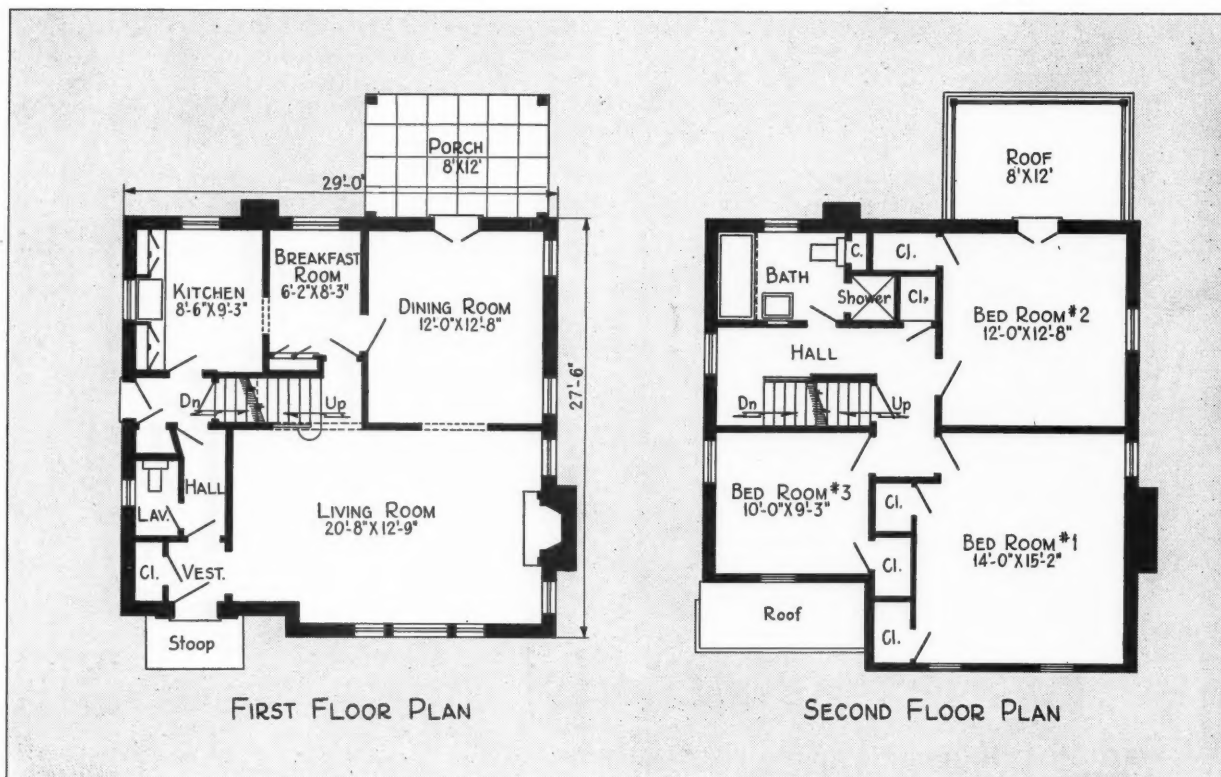 PORCH
8'X12'
29'-0"
BREAKFAST
ROOM
6'-2"X8'-3"
KITCHEN
8'-6"X9'-3"
DINING ROOM
12'-0"X12'-8"
27'-6"
Dn
Up
HALL
LAV.
LIVING ROOM
20'-8"X12'-9"
Cl.
VEST.
Stoop
FIRST FLOOR PLAN
ROOF
8'X12'
BATH
C.
Cl.
Shower
Cl.
BED ROOM #2
12'-0"X12'-8"
HALL
Dn
Up
BED ROOM #3
10'-0"X9'-3"
Cl.
BED ROOM #1
14'-0"X15'-2"
Cl.
Roof
Cl.
SECOND FLOOR PLAN